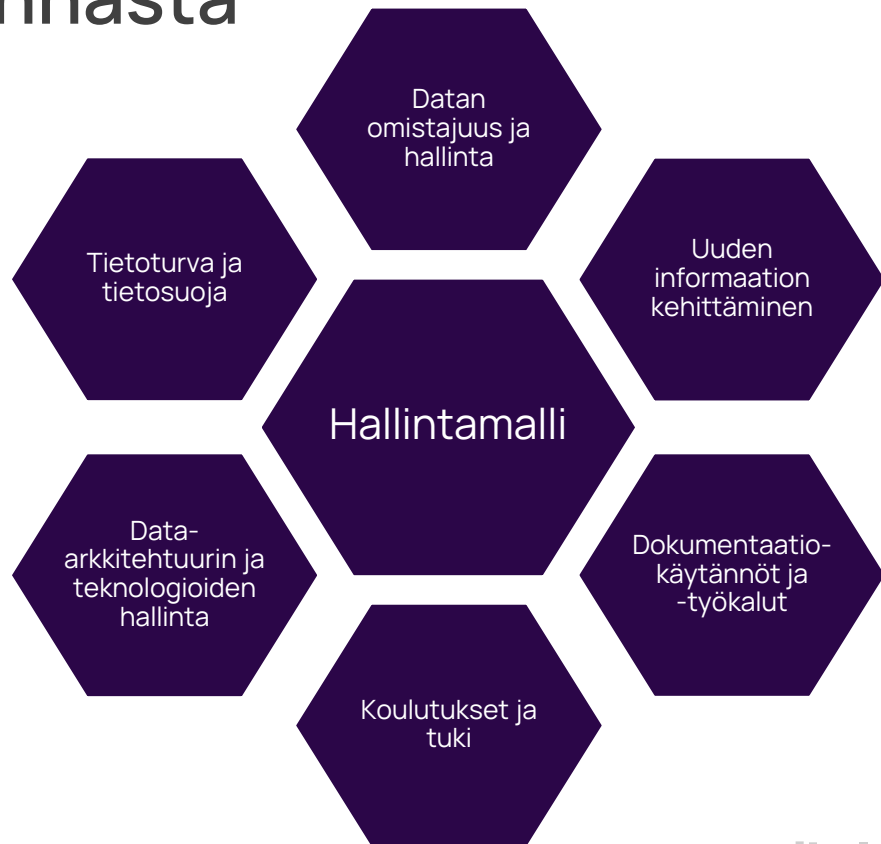 Datan
omistajuus ja
hallinta
Tietoturva ja
tietosuoja
Uuden
informaation
kehittäminen
Hallintamalli
Data-
arkkitehtuurin ja
teknologioiden
hallinta
Dokumentaatio-
käytännöt ja
-työkalut
Koulutukset ja
tuki